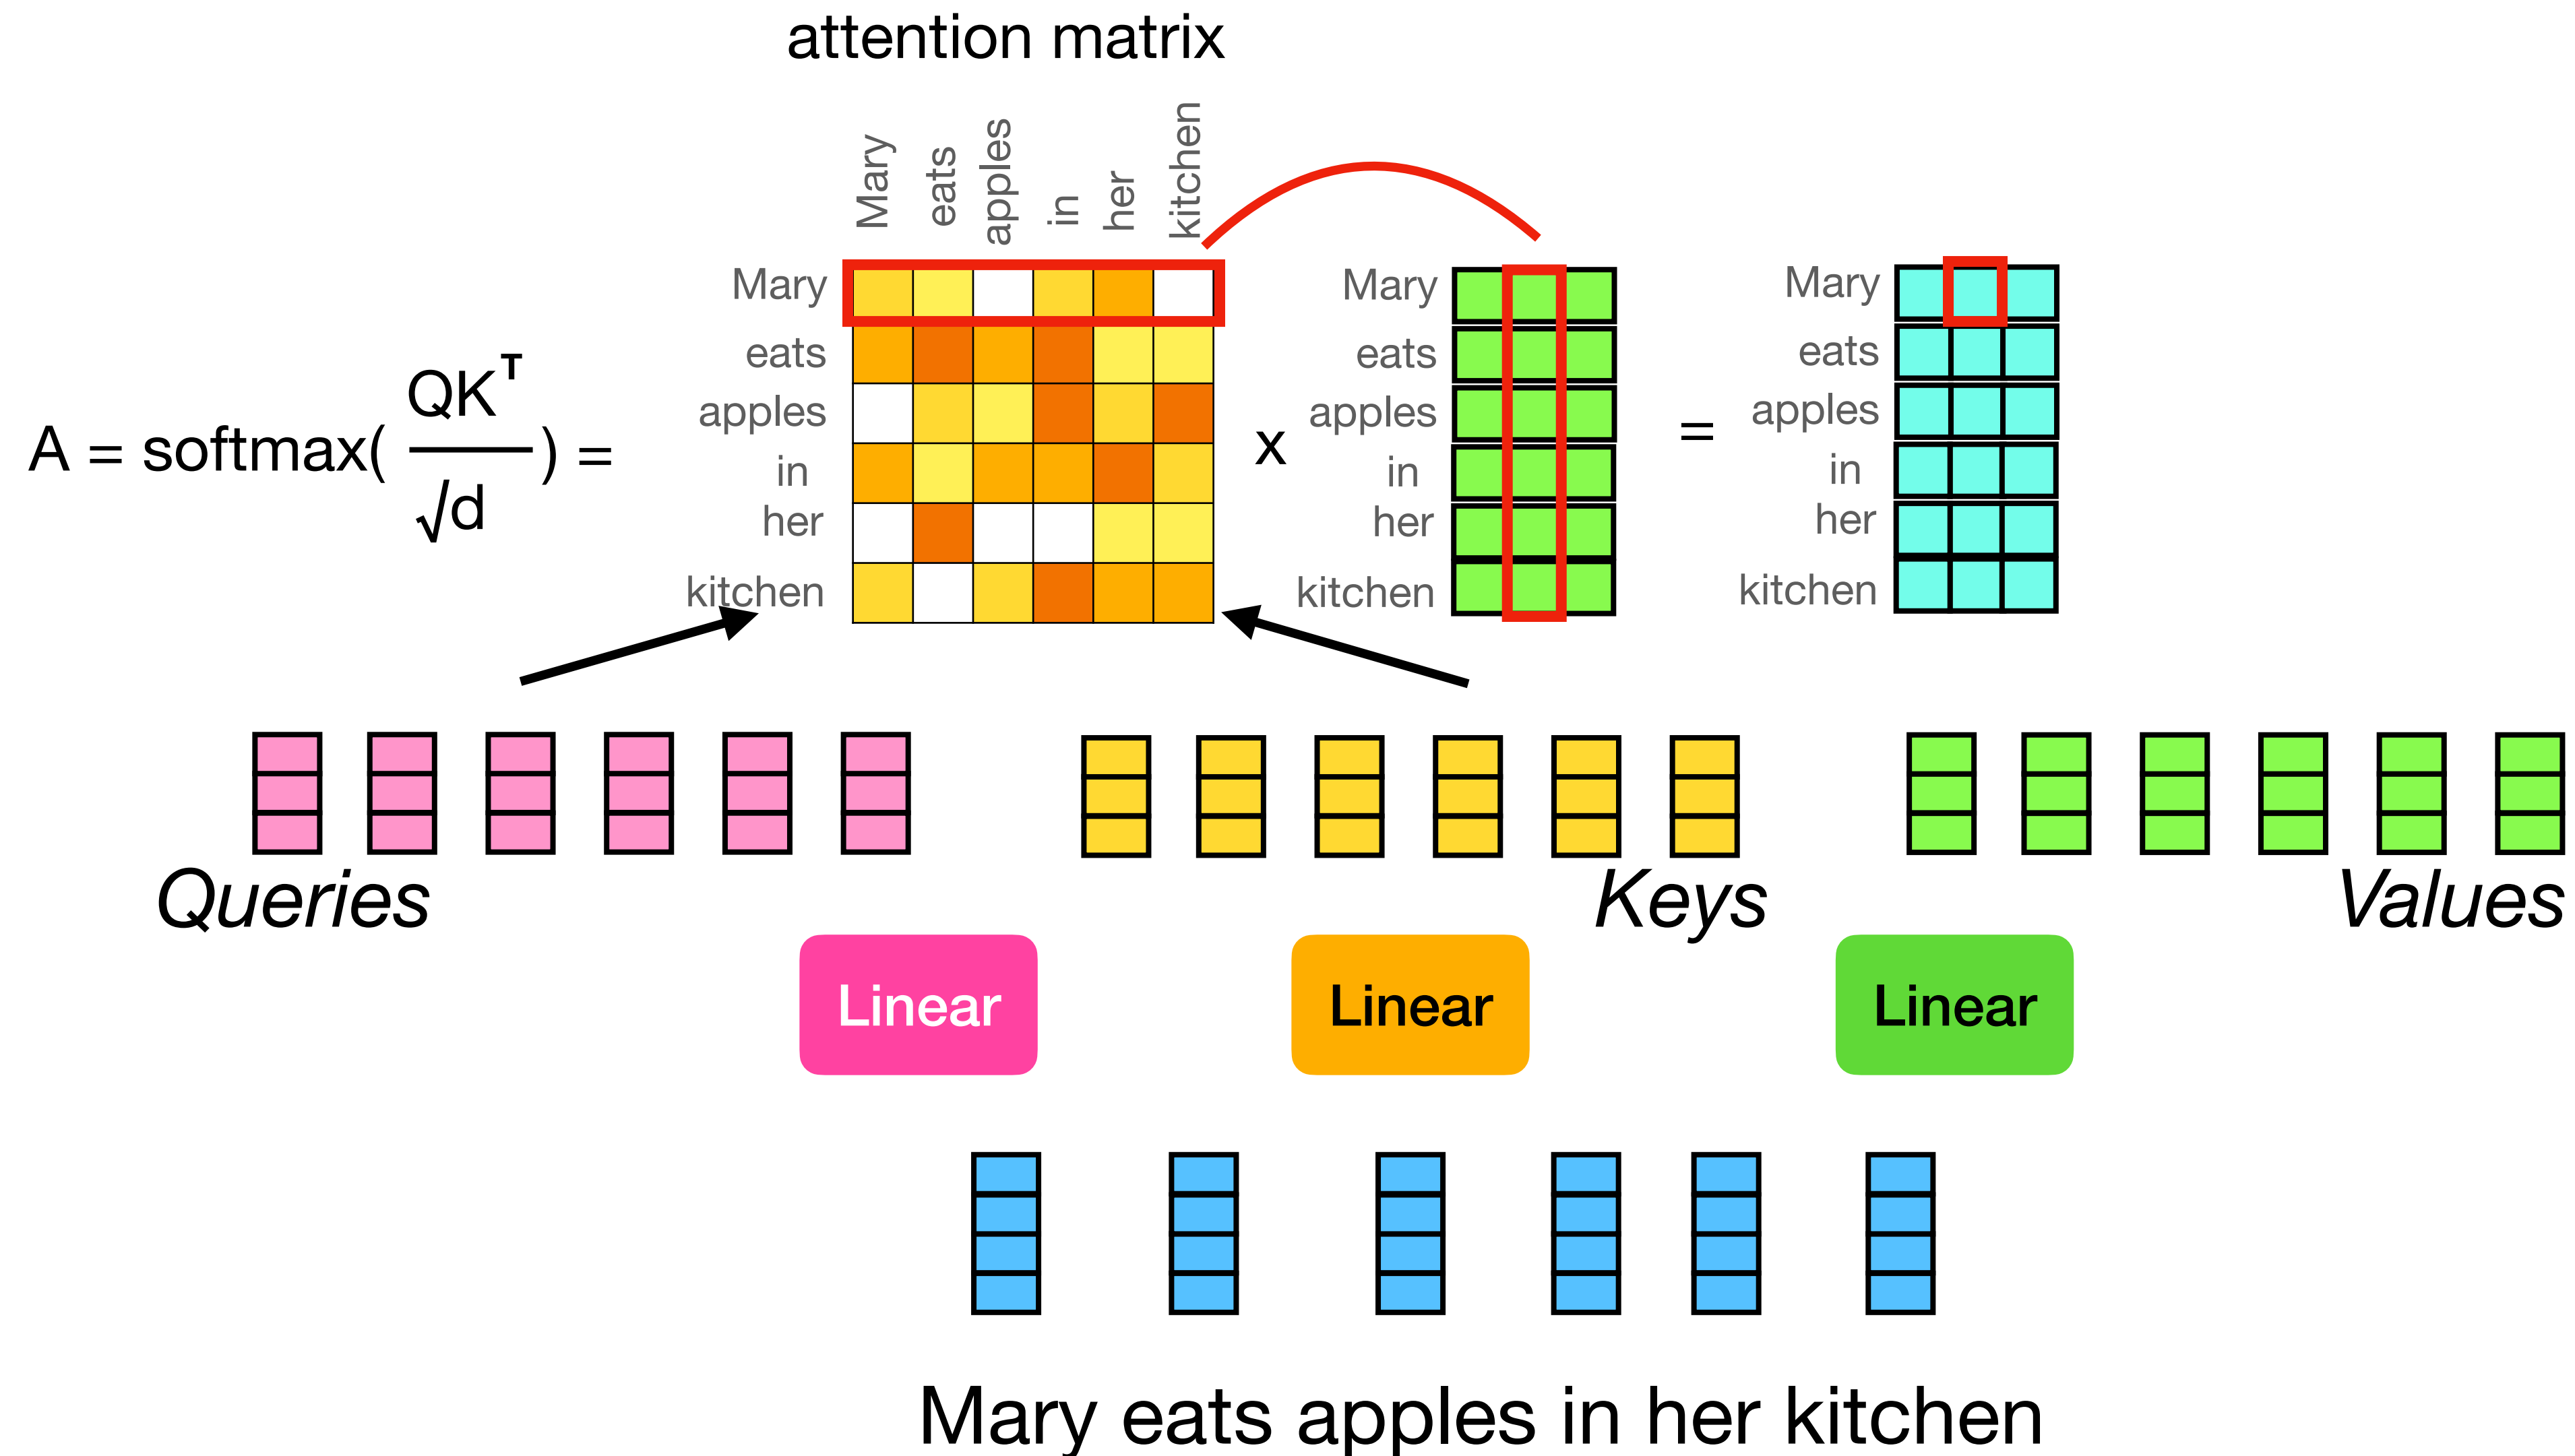 attention matrix
Mary eats apples in her kitchen
Mary
eats
apples
in
her
kitchen
A = softmax( QKᵀ / √d ) =
x
Mary
eats
apples
in
her
kitchen
=
Mary
eats
apples
in
her
kitchen
Queries
Keys
Values
Linear
Linear
Linear
Mary eats apples in her kitchen